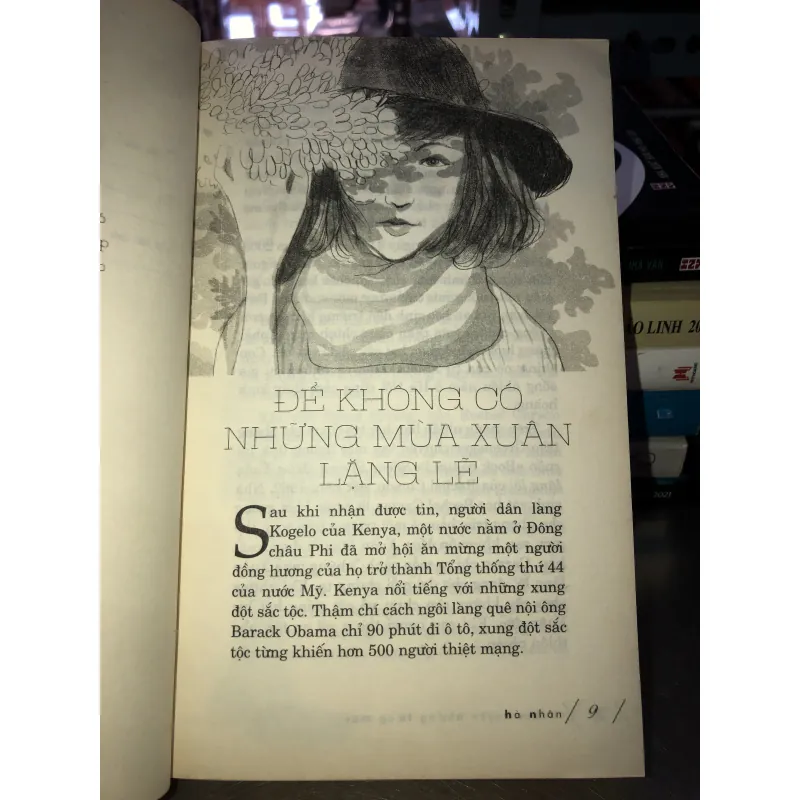 ĐỂ KHÔNG CÓ
NHỮNG MÙA XUÂN
LẶNG LẼ
Sau khi nhận được tin, người dân làng
Kogelo của Kenya, một nước nằm ở Đông
châu Phi đã mở hội ăn mừng một người
đồng hương của họ trở thành Tổng thống thứ 44
của nước Mỹ. Kenya nổi tiếng với những xung
đột sắc tộc. Thậm chí cách ngôi làng quê nội ông
Barack Obama chỉ 90 phút đi ô tô, xung đột sắc
tộc từng khiến hơn 500 người thiệt mạng.
hà nhân / 9 /
LINH 20